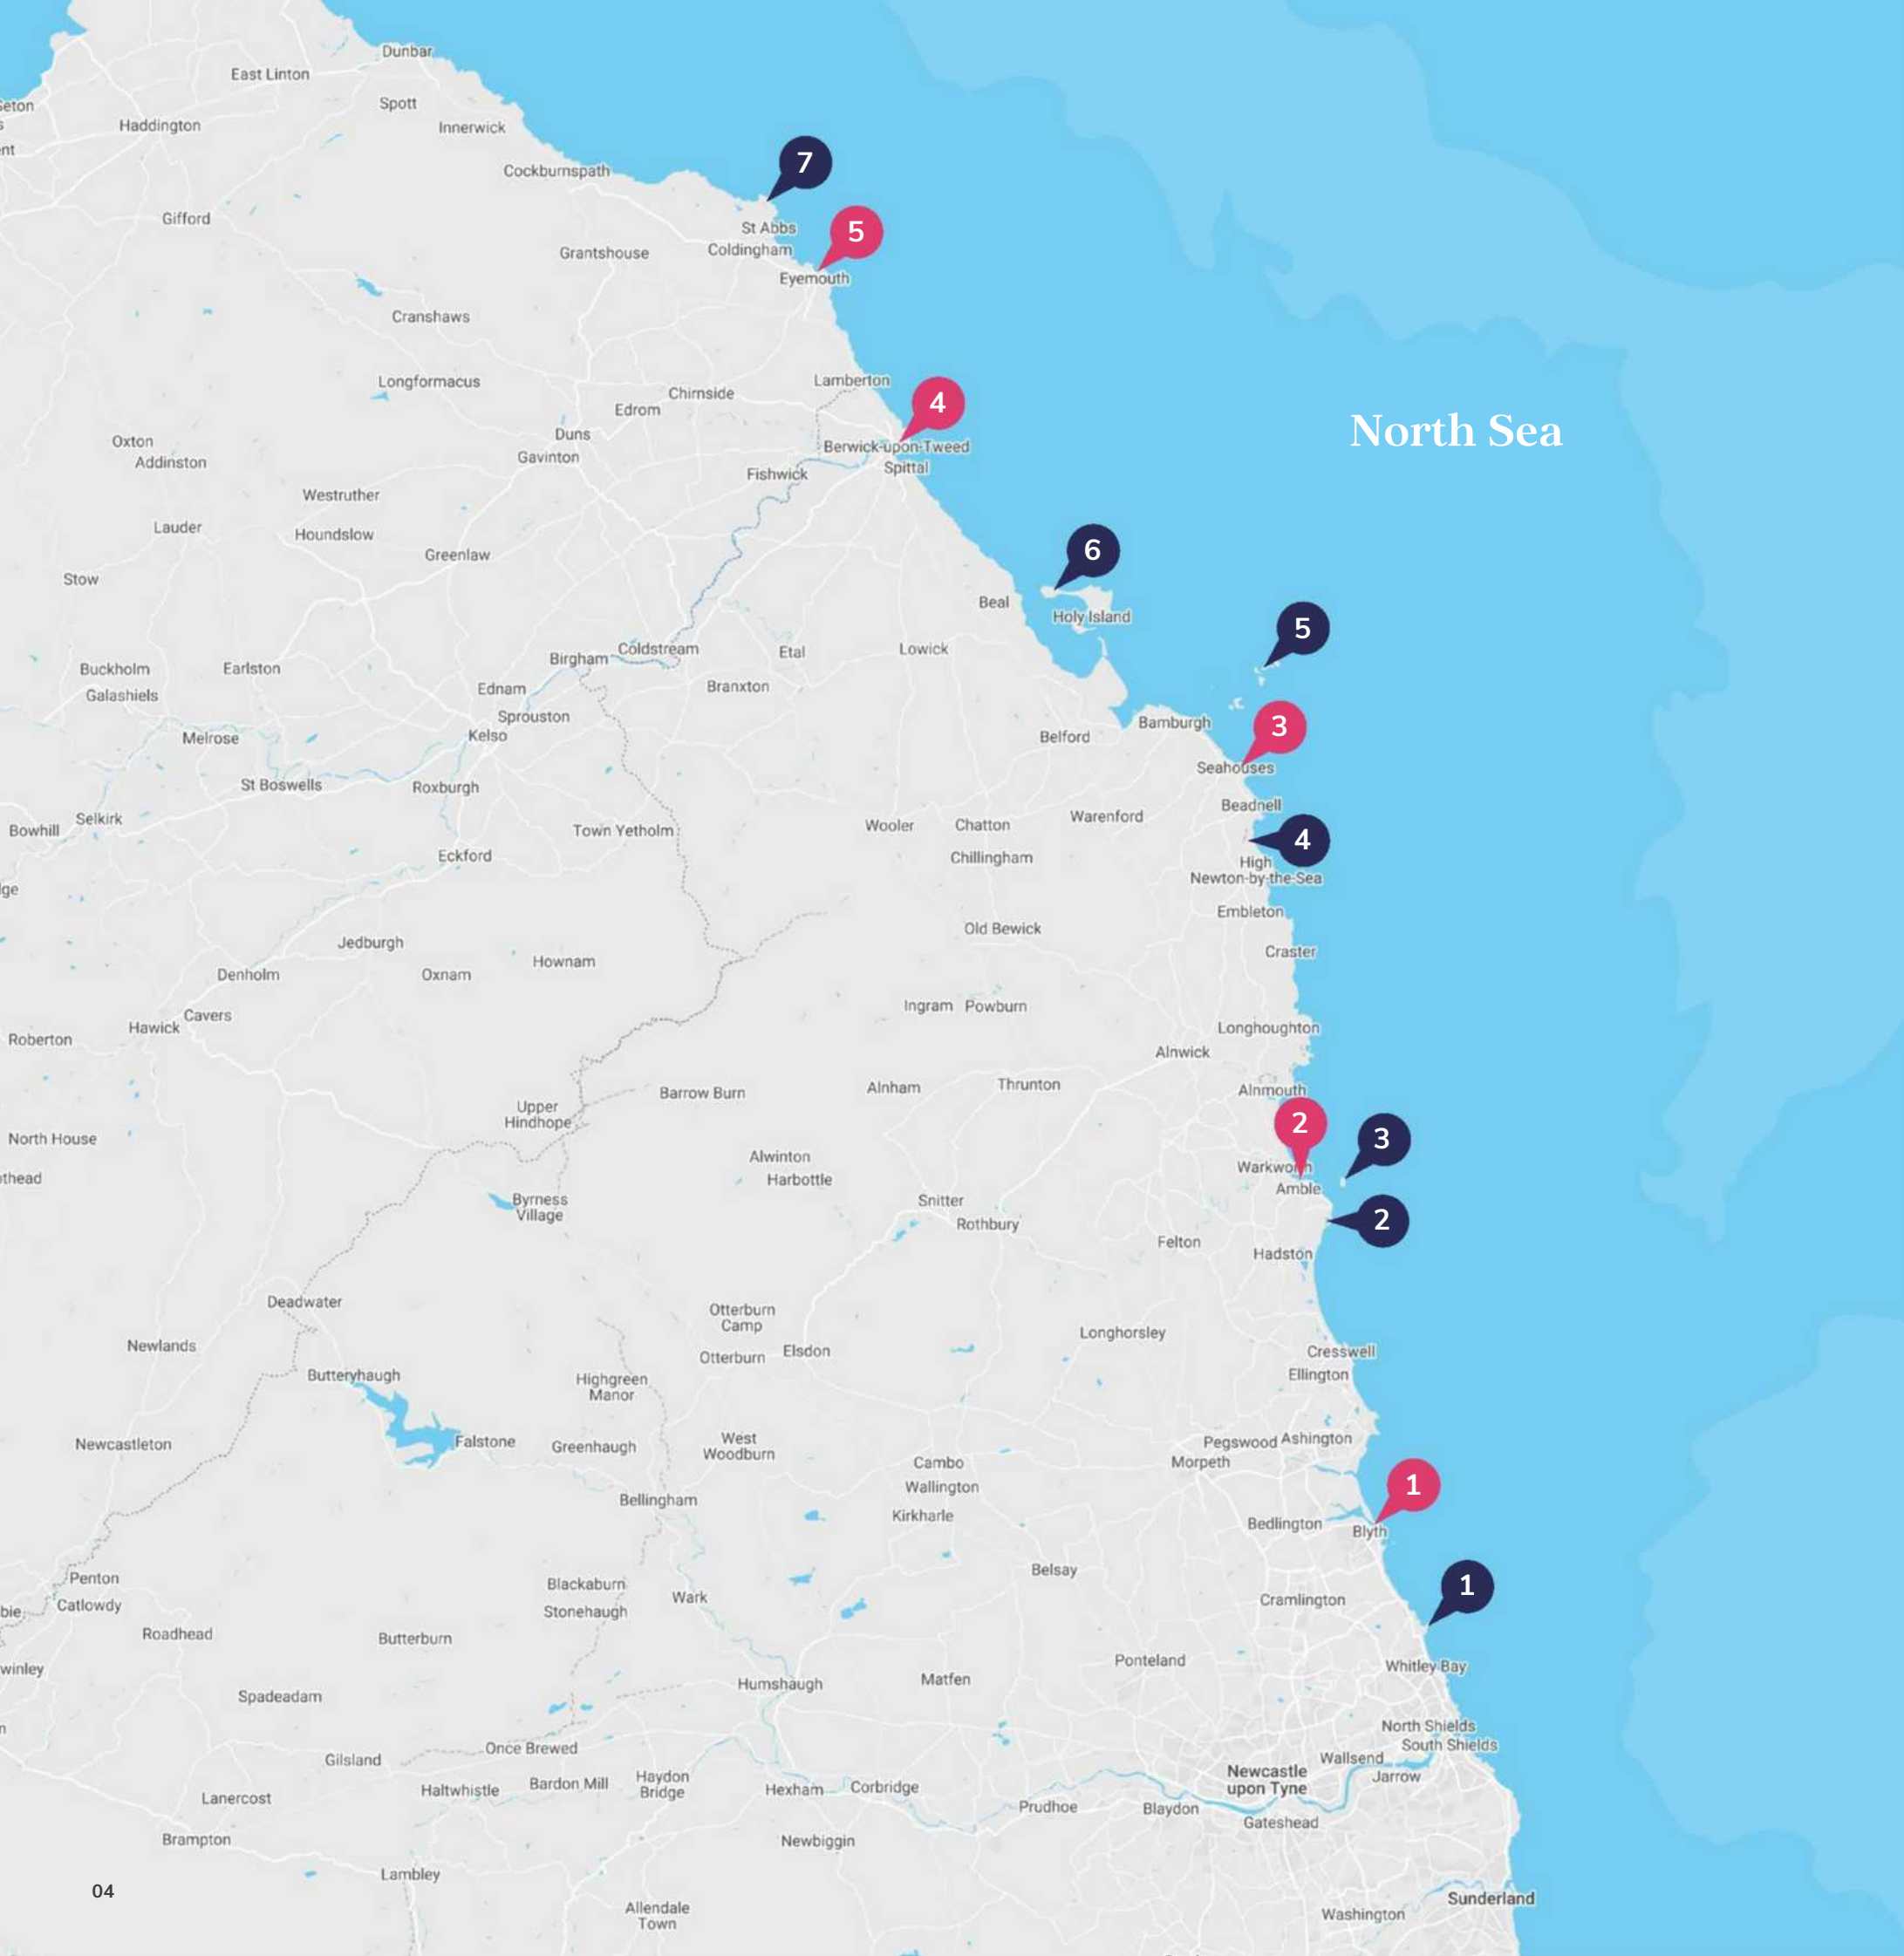 Dunbar
East Linton
Spott
Seton
Haddington
Innerwick
Cockburnspath
7
Gifford
St Abbs
5
Coldingham
Grantshouse
Eyemouth
Cranshaws
Longformacus
Lamberton
Chirnside
4
Edrom
North Sea
Duns
Oxton
Berwick-upon-Tweed
Gavinton
Addinston
Spittal
Fishwick
Westruther
Lauder
Houndslow
Greenlaw
6
Stow
Beal
Holy Island
5
Coldstream
Lowick
Etal
Birgham
Buckholm
Earlston
Branxton
Ednam
Galashiels
Sprouston
Bamburgh
3
Kelso
Belford
Melrose
Seahouses
St Boswells
Roxburgh
Beadnell
Warenford
Selkirk
Wooler
Chatton
Bowhill
Town Yetholm
4
Eckford
Chillingham
High
Newton-by-the-Sea
Embleton
Old Bewick
Jedburgh
Craster
Hownam
Denholm
Oxnam
Ingram
Powburn
Cavers
Hawick
Longhoughton
Roberton
Alnwick
Thrunton
Alnham
Alnmouth
Barrow Burn
Upper
Hindhope
2
North House
3
Alwinton
Warkworth
Harbottle
Amble
Byrness
Village
Snitter
2
Rothbury
Felton
Hadston
Deadwater
Otterburn
Camp
Longhorsley
Newlands
Elsdon
Cresswell
Otterburn
Butteryhaugh
Ellington
Highgreen
Manor
Falstone
Newcastleton
Greenhaugh
West
Woodburn
Pegswood
Ashington
Cambo
Morpeth
Wallington
1
Bellingham
Kirkharle
Bedlington
Blyth
Belsay
Penton
Blackaburn
1
Catlowdy
Wark
Cramlington
Stonehaugh
Roadhead
Butterburn
Ponteland
Whitley Bay
Matfen
Humshaugh
Spadeadam
North Shields
South Shields
Once Brewed
Gilsland
Wallsend
Newcastle
upon Tyne
Jarrow
Haydon
Bridge
Bardon Mill
Haltwhistle
Hexham
Corbridge
Lanercost
Prudhoe
Blaydon
Gateshead
Brampton
Newbiggin
Lambley
04
Sunderland
Allendale
Town
Washington